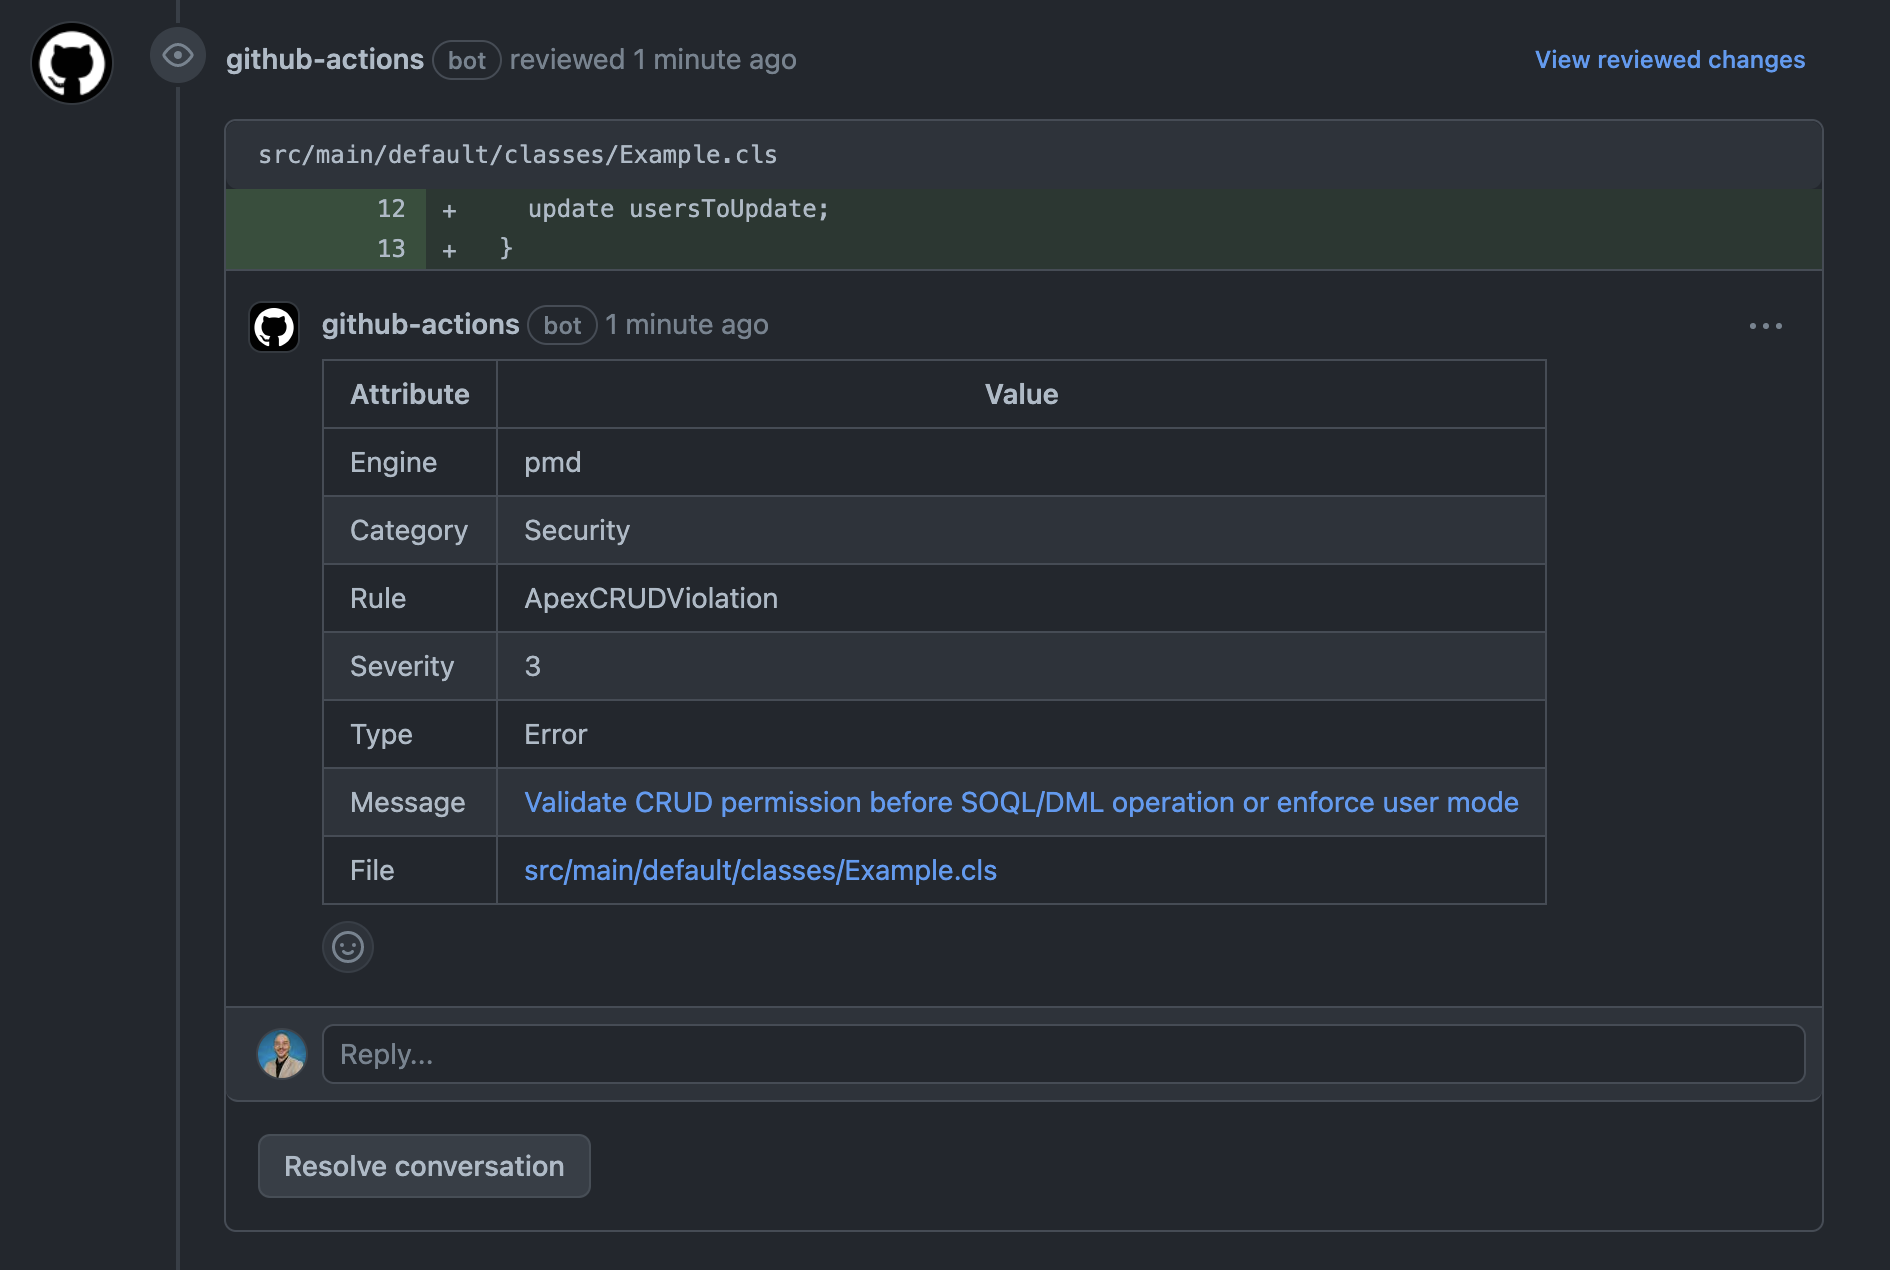 github-actions bot reviewed 1 minute ago View reviewed changes
src/main/default/classes/Example.cls
12 + update usersToUpdate;
13 + }
github-actions bot 1 minute ago
Attribute Value
Engine pmd
Category Security
Rule ApexCRUDViolation
Severity 3
Type Error
Message Validate CRUD permission before SOQL/DML operation or enforce user mode
File src/main/default/classes/Example.cls
Reply...
Resolve conversation